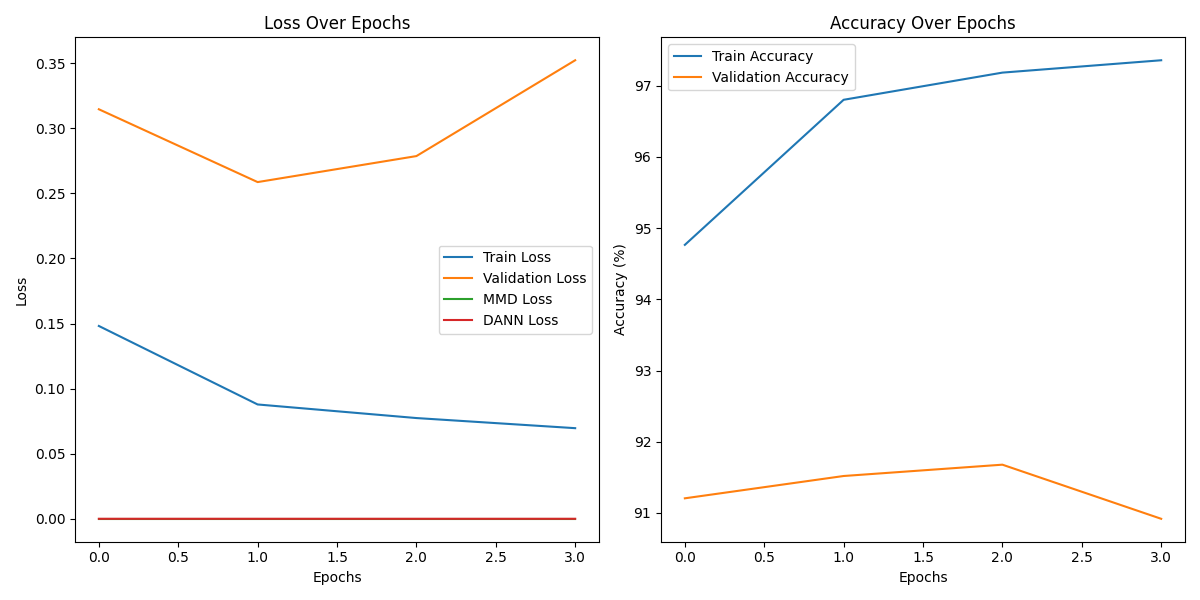 Loss Over Epochs
0.35
0.30
0.25
0.20
0.15
0.10
0.05
0.00
Loss
Train Loss
Validation Loss
MMD Loss
DANN Loss
0.0 0.5 1.0 1.5 2.0 2.5 3.0
Epochs
Accuracy Over Epochs
Train Accuracy
Validation Accuracy
97
96
95
94
93
92
91
Accuracy (%)
0.0 0.5 1.0 1.5 2.0 2.5 3.0
Epochs